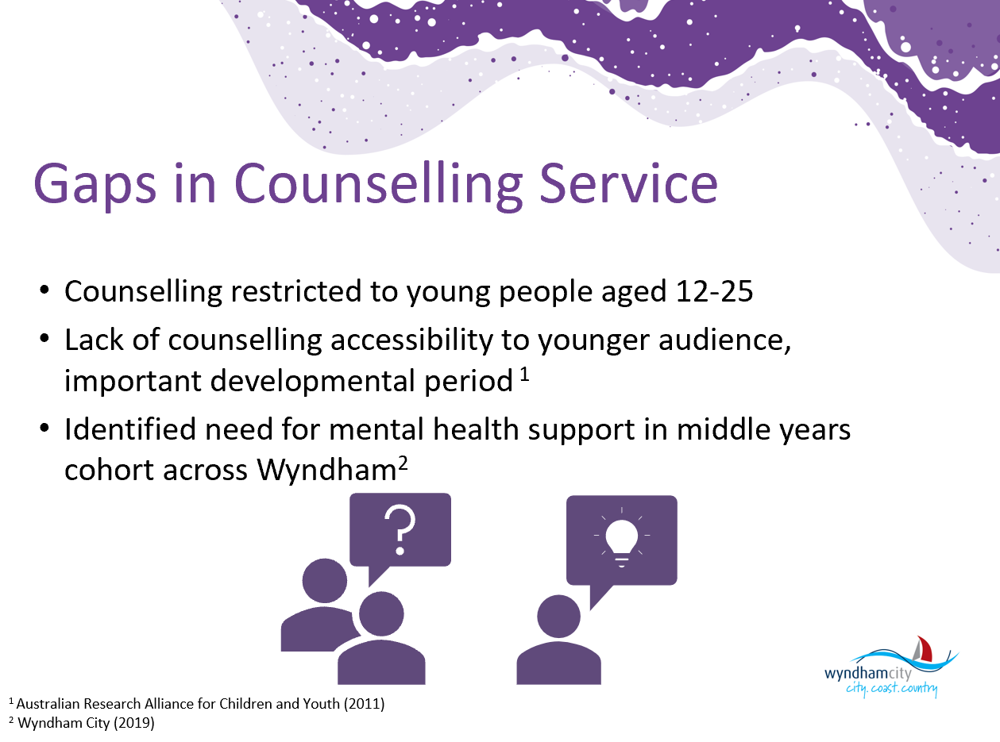 Gaps in Counselling Service
• Counselling restricted to young people aged 12-25
• Lack of counselling accessibility to younger audience,
important developmental period ¹
• Identified need for mental health support in middle years
cohort across Wyndham²
?
wyndhamcity
city. coast. country
¹ Australian Research Alliance for Children and Youth (2011)
² Wyndham City (2019)